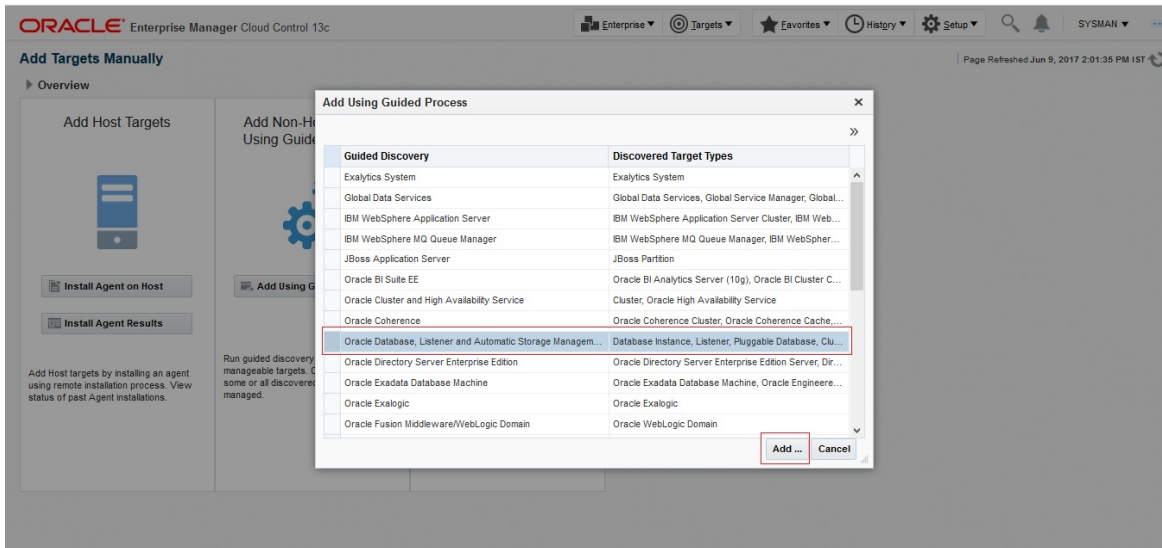 ORACLE® Enterprise Manager Cloud Control 13c
Enterprise Targets Favorites History Setup SYSMAN
Add Targets Manually
Page Refreshed Jun 9, 2017 2:01:35 PM IST
Overview
Add Host Targets
Install Agent on Host
Install Agent Results
Add Host targets by installing an agent
using remote installation process. View
status of past Agent installations.
Add Non-Ho
Using Guide
Add Using G
Run guided discovery
manageable targets. C
some or all discovered
managed.
Add Using Guided Process
Guided Discovery Discovered Target Types
Exalytics System Exalytics System
Global Data Services Global Data Services, Global Service Manager, Global...
IBM WebSphere Application Server IBM WebSphere Application Server Cluster, IBM Web...
IBM WebSphere MQ Queue Manager IBM WebSphere MQ Queue Manager, IBM WebSpher...
JBoss Application Server JBoss Partition
Oracle BI Suite EE Oracle BI Analytics Server (10g), Oracle BI Cluster C...
Oracle Cluster and High Availability Service Cluster, Oracle High Availability Service
Oracle Coherence Oracle Coherence Cluster, Oracle Coherence Cache,...
Oracle Database, Listener and Automatic Storage Managem... Database Instance, Listener, Pluggable Database, Clu...
Oracle Directory Server Enterprise Edition Oracle Directory Server Enterprise Edition Server, Dir...
Oracle Exadata Database Machine Oracle Exadata Database Machine, Oracle Engineere...
Oracle Exalogic Oracle Exalogic
Oracle Fusion Middleware/WebLogic Domain Oracle WebLogic Domain
Add ... Cancel